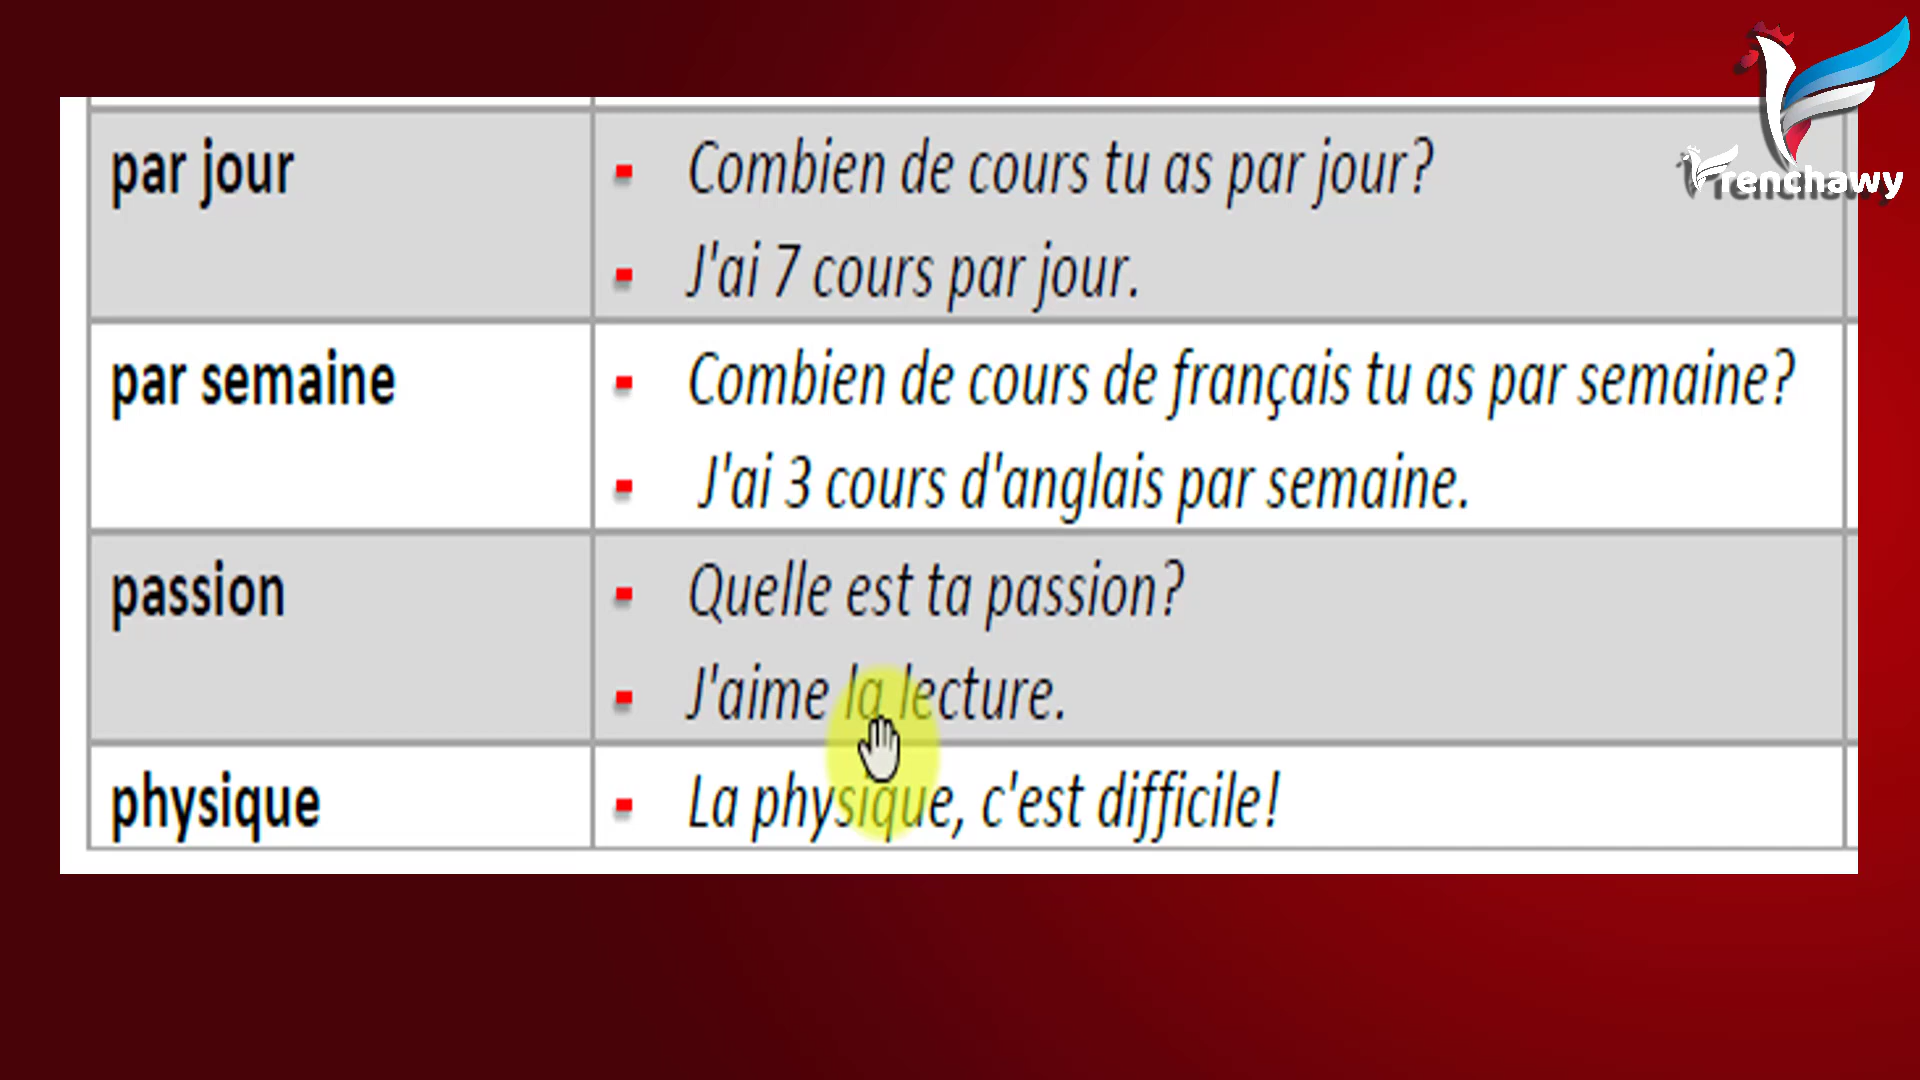 par jour
- Combien de cours tu as par jour?
- J'ai 7 cours par jour.
par semaine
- Combien de cours de français tu as par semaine?
- J'ai 3 cours d'anglais par semaine.
passion
- Quelle est ta passion?
- J'aime la lecture.
physique
- La physique, c'est difficile!
Frenchawy